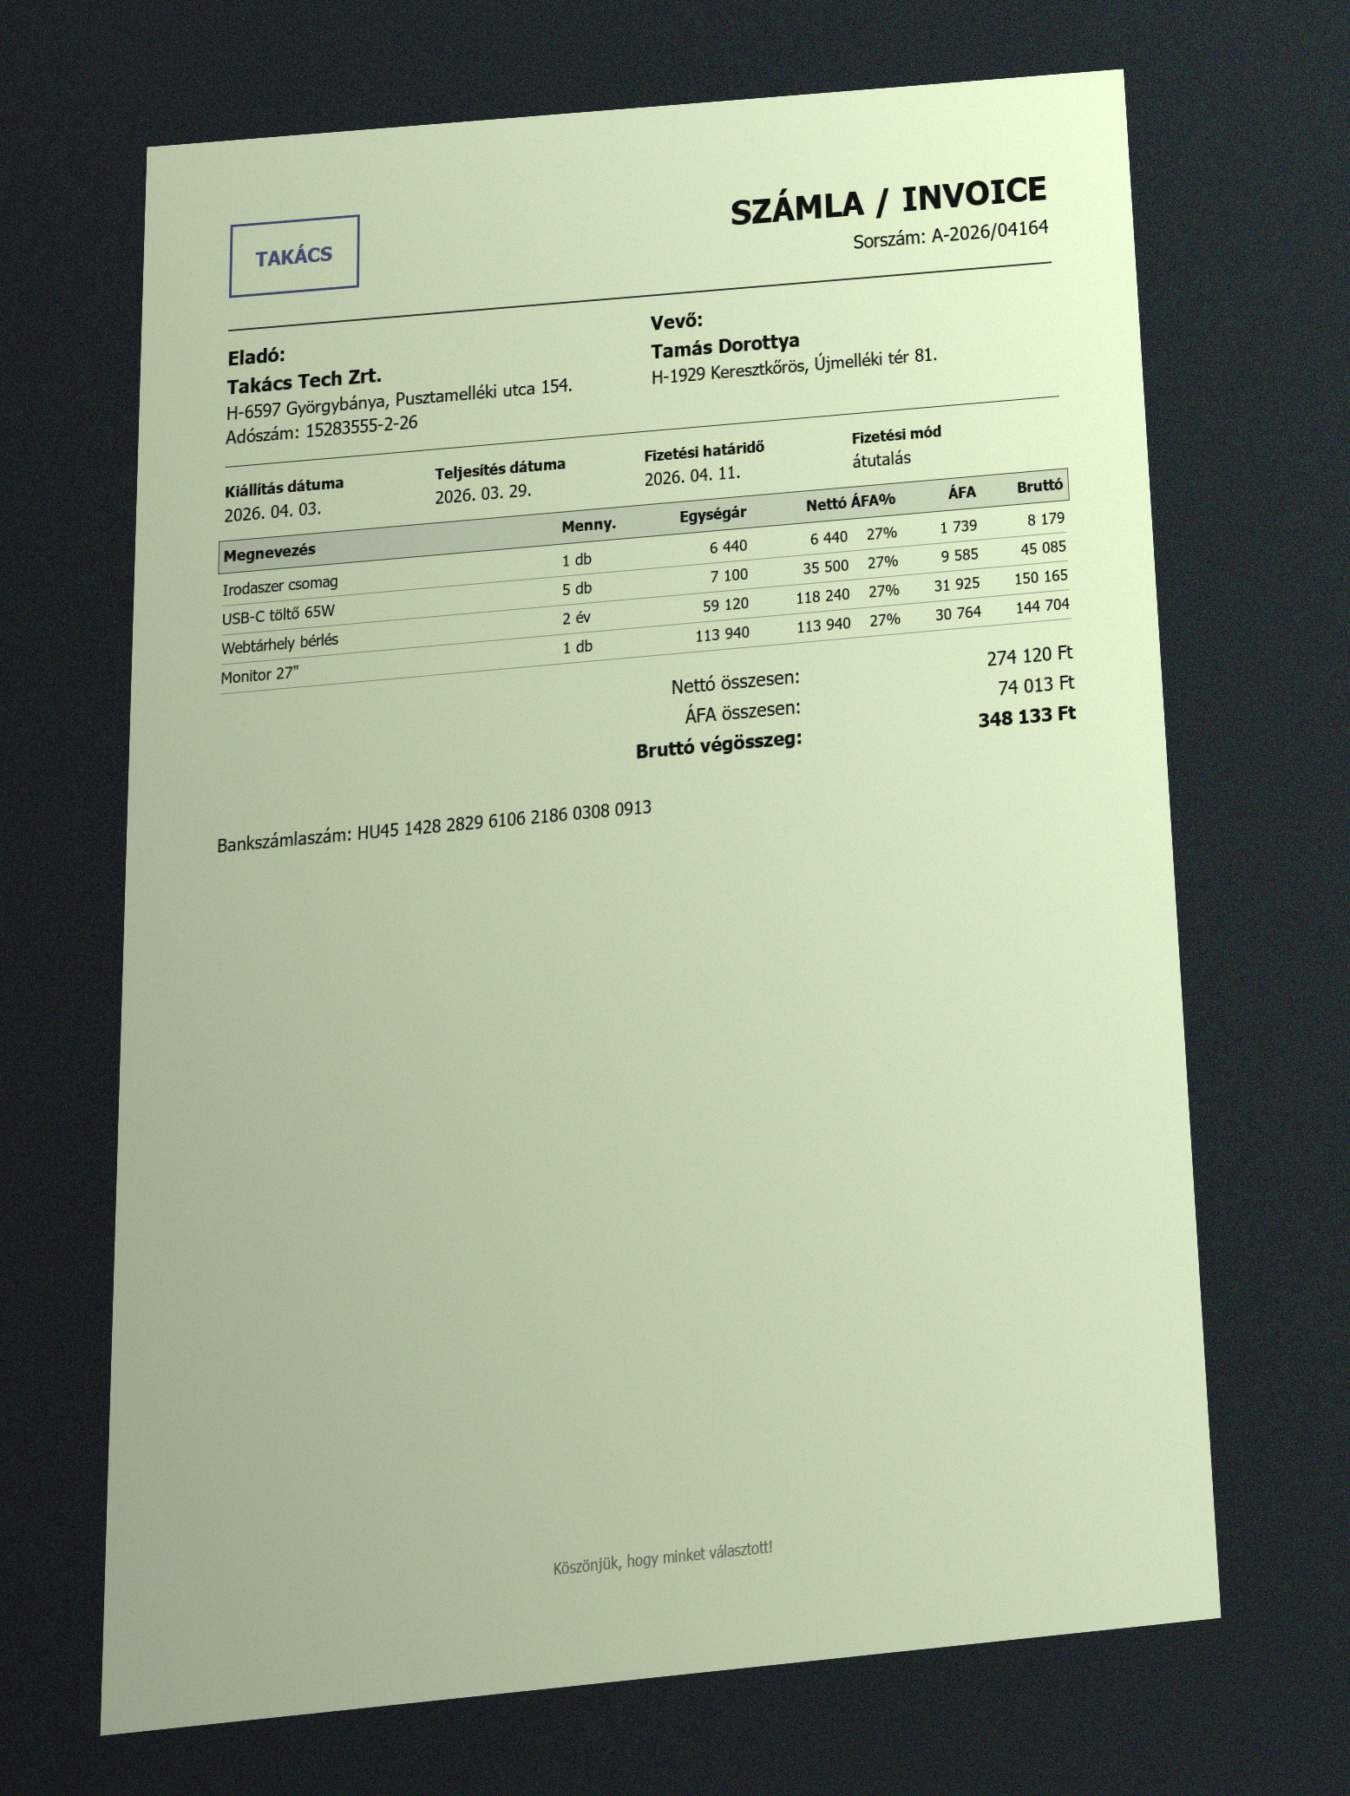 TAKÁCS
SZÁMLA / INVOICE
Sorszám: A-2026/04164
Eladó:
Takács Tech Zrt.
H-6597 Györgybánya, Pusztamelléki utca 154.
Adószám: 15283555-2-26
Vevő:
Tamás Dorottya
H-1929 Keresztkőrös, Újmelléki tér 81.
Kiállítás dátuma Teljesítés dátuma Fizetési határidő Fizetési mód
2026. 04. 03. 2026. 03. 29. 2026. 04. 11. átutalás
Megnevezés Menny. Egységár Nettó ÁFA% ÁFA Bruttó
Irodaszer csomag 1 db 6 440 6 440 27% 1 739 8 179
USB-C töltő 65W 5 db 7 100 35 500 27% 9 585 45 085
Webtárhely bérlés 2 év 59 120 118 240 27% 31 925 150 165
Monitor 27" 1 db 113 940 113 940 27% 30 764 144 704
Nettó összesen: 274 120 Ft
ÁFA összesen: 74 013 Ft
Bruttó végösszeg: 348 133 Ft
Bankszámlaszám: HU45 1428 2829 6106 2186 0308 0913
Köszönjük, hogy minket választott!